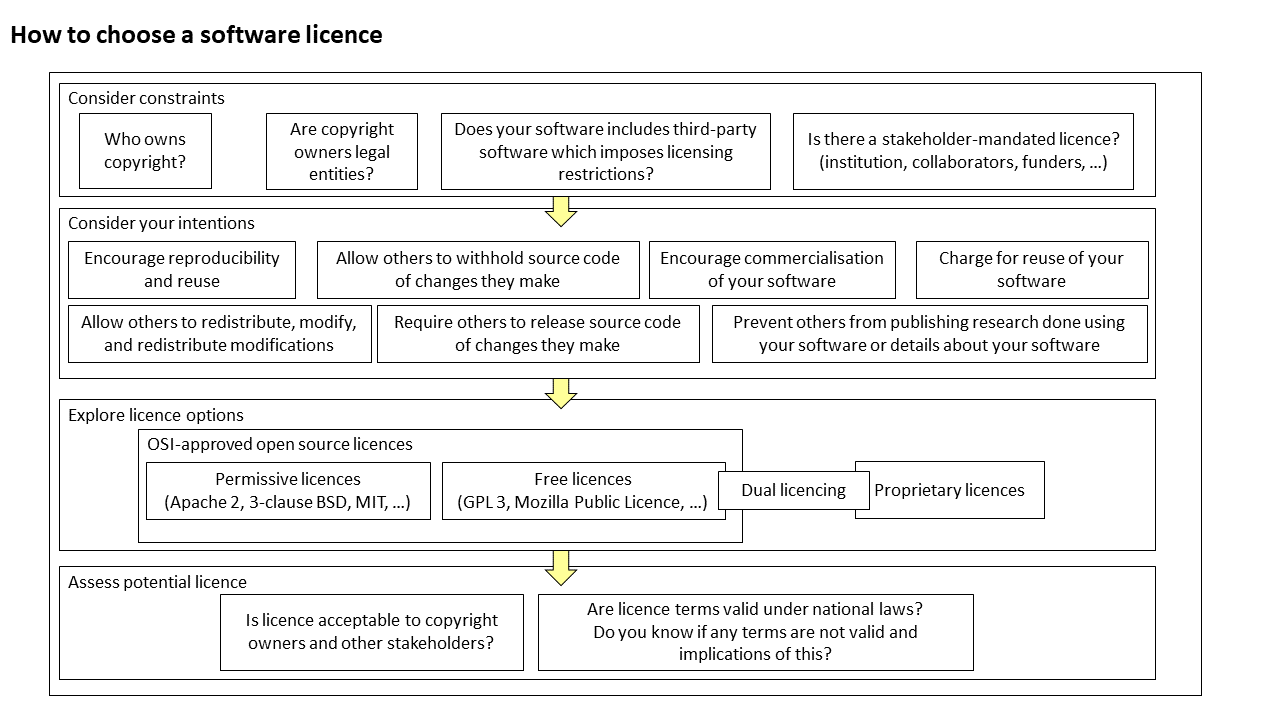 How to choose a software licence
Consider constraints
Who owns
copyright?
Are copyright
owners legal
entities?
Does your software includes third-party
software which imposes licensing
restrictions?
Is there a stakeholder-mandated licence?
(institution, collaborators, funders, …)
Consider your intentions
Encourage reproducibility
and reuse
Allow others to withhold source code
of changes they make
Encourage commercialisation
of your software
Charge for reuse of your
software
Allow others to redistribute, modify,
and redistribute modifications
Require others to release source code
of changes they make
Prevent others from publishing research done using
your software or details about your software
Explore licence options
OSI-approved open source licences
Permissive licences
(Apache 2, 3-clause BSD, MIT, …)
Free licences
(GPL 3, Mozilla Public Licence, …)
Dual licencing
Proprietary licences
Assess potential licence
Is licence acceptable to copyright
owners and other stakeholders?
Are licence terms valid under national laws?
Do you know if any terms are not valid and
implications of this?